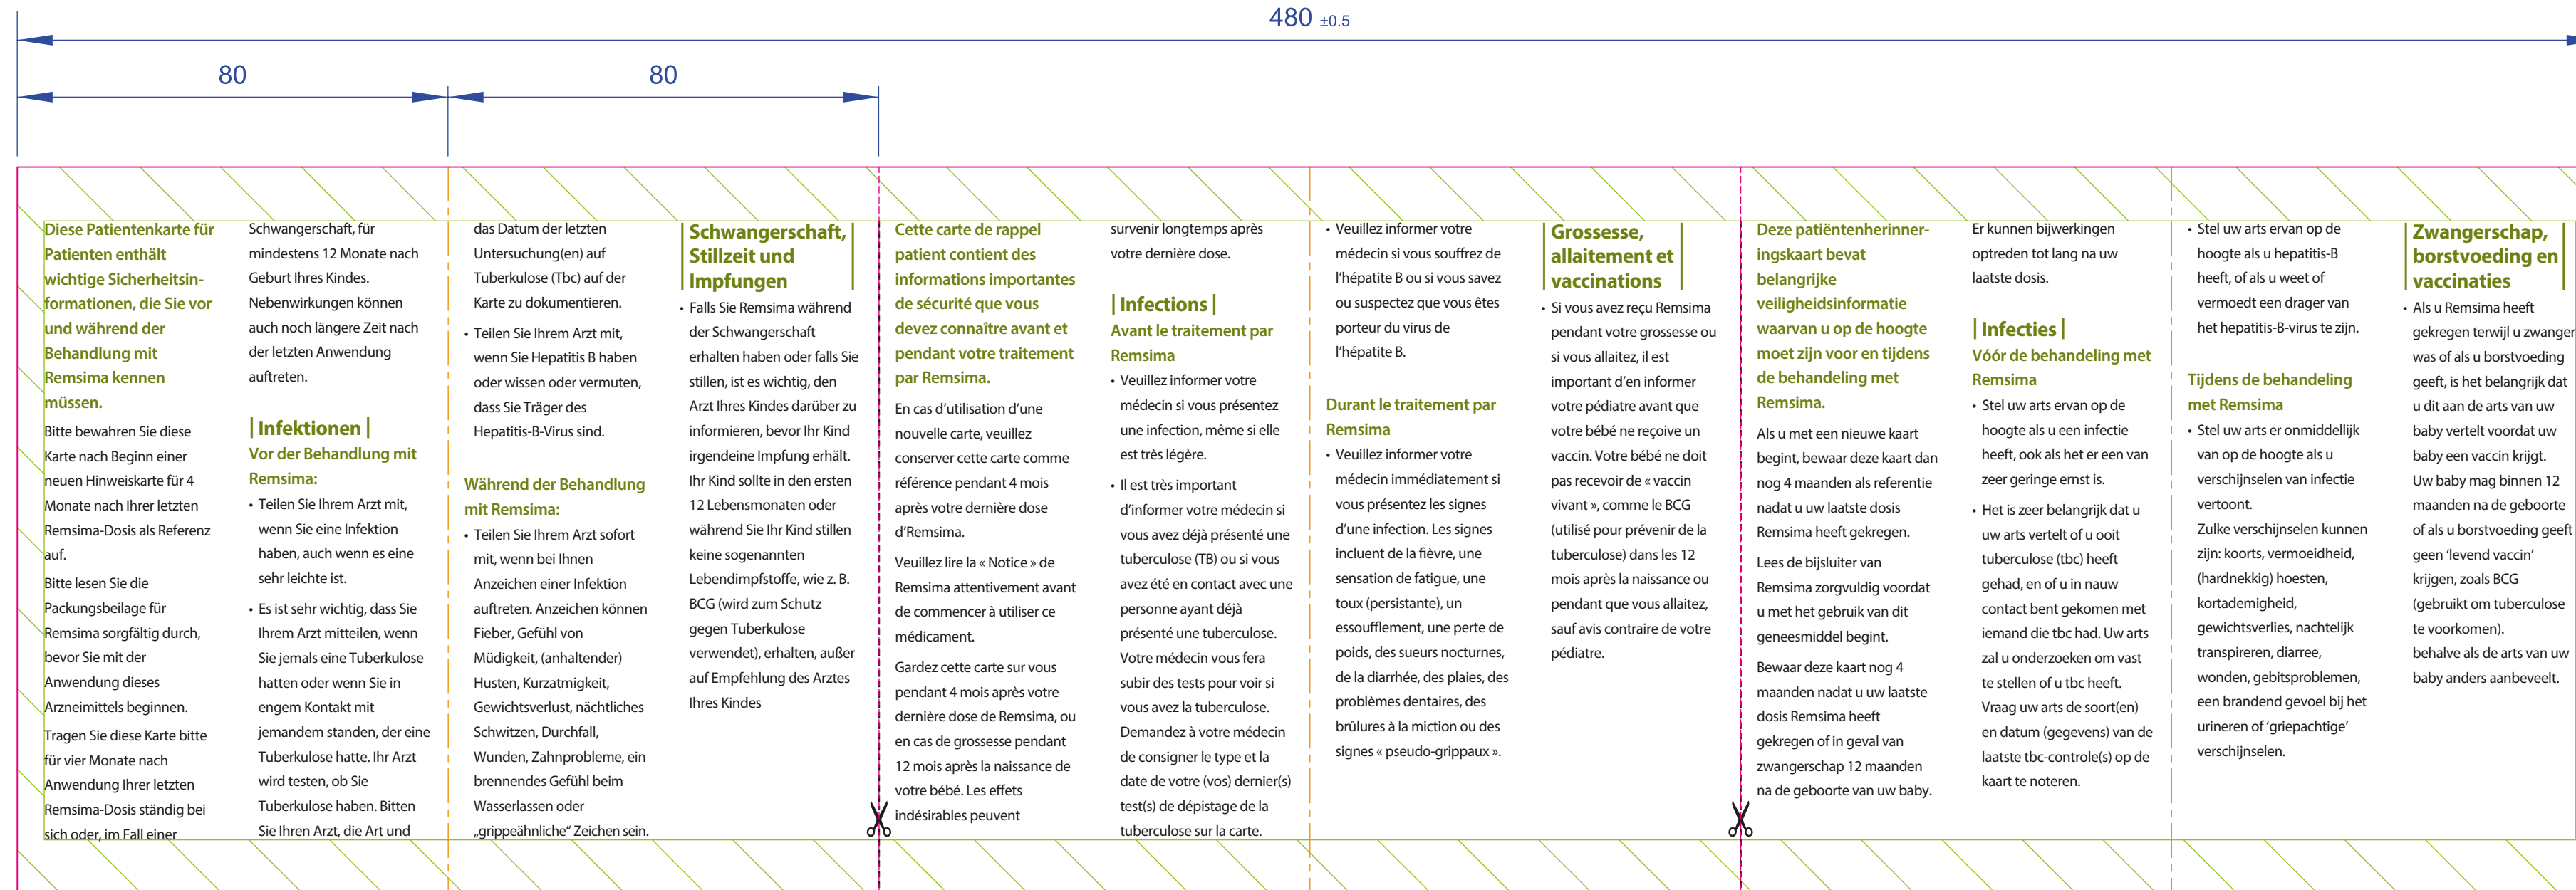 480 ±0.5
80
80
Diese Patientenkarte für
Patienten enthält
wichtige Sicherheitsin-
formationen, die Sie vor
und während der
Behandlung mit
Remsima kennen
müssen.
Bitte bewahren Sie diese
Karte nach Beginn einer
neuen Hinweiskarte für 4
Monate nach Ihrer letzten
Remsima-Dosis als Referenz
auf.
Bitte lesen Sie die
Packungsbeilage für
Remsima sorgfältig durch,
bevor Sie mit der
Anwendung dieses
Arzneimittels beginnen.
Tragen Sie diese Karte bitte
für vier Monate nach
Anwendung Ihrer letzten
Remsima-Dosis ständig bei
sich oder, im Fall einer
Schwangerschaft, für
mindestens 12 Monate nach
Geburt Ihres Kindes.
Nebenwirkungen können
auch noch längere Zeit nach
der letzten Anwendung
auftreten.
Infektionen
Vor der Behandlung mit
Remsima:
• Teilen Sie Ihrem Arzt mit,
wenn Sie eine Infektion
haben, auch wenn es eine
sehr leichte ist.
• Es ist sehr wichtig, dass Sie
Ihrem Arzt mitteilen, wenn
Sie jemals eine Tuberkulose
hatten oder wenn Sie in
engem Kontakt mit
jemandem standen, der eine
Tuberkulose hatte. Ihr Arzt
wird testen, ob Sie
Tuberkulose haben. Bitten
Sie Ihren Arzt, die Art und
das Datum der letzten
Untersuchung(en) auf
Tuberkulose (Tbc) auf der
Karte zu dokumentieren.
• Teilen Sie Ihrem Arzt mit,
wenn Sie Hepatitis B haben
oder wissen oder vermuten,
dass Sie Träger des
Hepatitis-B-Virus sind.
Während der Behandlung
mit Remsima:
• Teilen Sie Ihrem Arzt sofort
mit, wenn bei Ihnen
Anzeichen einer Infektion
auftreten. Anzeichen können
Fieber, Gefühl von
Müdigkeit, (anhaltender)
Husten, Kurzatmigkeit,
Gewichtsverlust, nächtliches
Schwitzen, Durchfall,
Wunden, Zahnprobleme, ein
brennendes Gefühl beim
Wasserlassen oder
„grippeähnliche“ Zeichen sein.
Schwangerschaft,
Stillzeit und
Impfungen
• Falls Sie Remsima während
der Schwangerschaft
erhalten haben oder falls Sie
stillen, ist es wichtig, den
Arzt Ihres Kindes darüber zu
informieren, bevor Ihr Kind
irgendeine Impfung erhält.
Ihr Kind sollte in den ersten
12 Lebensmonaten oder
während Sie Ihr Kind stillen
keine sogenannten
Lebendimpfstoffe, wie z. B.
BCG (wird zum Schutz
gegen Tuberkulose
verwendet), erhalten, außer
auf Empfehlung des Arztes
Ihres Kindes
Cette carte de rappel
patient contient des
informations importantes
de sécurité que vous
devez connaître avant et
pendant votre traitement
par Remsima.
En cas d’utilisation d’une
nouvelle carte, veuillez
conserver cette carte comme
référence pendant 4 mois
après votre dernière dose
d’Remsima.
Veuillez lire la « Notice » de
Remsima attentivement avant
de commencer à utiliser ce
médicament.
Gardez cette carte sur vous
pendant 4 mois après votre
dernière dose de Remsima, ou
en cas de grossesse pendant
12 mois après la naissance de
votre bébé. Les effets
indésirables peuvent
survenir longtemps après
votre dernière dose.
Infections
Avant le traitement par
Remsima
• Veuillez informer votre
médecin si vous présentez
une infection, même si elle
est très légère.
• Il est très important
d’informer votre médecin si
vous avez déjà présenté une
tuberculose (TB) ou si vous
avez été en contact avec une
personne ayant déjà
présenté une tuberculose.
Votre médecin vous fera
subir des tests pour voir si
vous avez la tuberculose.
Demandez à votre médecin
de consigner le type et la
date de votre (vos) dernier(s)
test(s) de dépistage de la
tuberculose sur la carte.
• Veuillez informer votre
médecin si vous souffrez de
l’hépatite B ou si vous savez
ou suspectez que vous êtes
porteur du virus de
l’hépatite B.
Durant le traitement par
Remsima
• Veuillez informer votre
médecin immédiatement si
vous présentez les signes
d’une infection. Les signes
incluent de la fièvre, une
sensation de fatigue, une
toux (persistante), un
essoufflement, une perte de
poids, des sueurs nocturnes,
de la diarrhée, des plaies, des
problèmes dentaires, des
brûlures à la miction ou des
signes « pseudo-grippaux ».
Grossesse,
allaitement et
vaccinations
• Si vous avez reçu Remsima
pendant votre grossesse ou
si vous allaitez, il est
important d’en informer
votre pédiatre avant que
votre bébé ne reçoive un
vaccin. Votre bébé ne doit
pas recevoir de « vaccin
vivant », comme le BCG
(utilisé pour prévenir de la
tuberculose) dans les 12
mois après la naissance ou
pendant que vous allaitez,
sauf avis contraire de votre
pédiatre.
Deze patiëntenherinner-
ingskaart bevat
belangrijke
veiligheidsinformatie
waarvan u op de hoogte
moet zijn voor en tijdens
de behandeling met
Remsima.
Als u met een nieuwe kaart
begint, bewaar deze kaart dan
nog 4 maanden als referentie
nadat u uw laatste dosis
Remsima heeft gekregen.
Lees de bijsluiter van
Remsima zorgvuldig voordat
u met het gebruik van dit
geneesmiddel begint.
Bewaar deze kaart nog 4
maanden nadat u uw laatste
dosis Remsima heeft
gekregen of in geval van
zwangerschap 12 maanden
na de geboorte van uw baby.
Er kunnen bijwerkingen
optreden tot lang na uw
laatste dosis.
Infecties
Vóór de behandeling met
Remsima
• Stel uw arts ervan op de
hoogte als u een infectie
heeft, ook als het er een van
zeer geringe ernst is.
• Het is zeer belangrijk dat u
uw arts vertelt of u ooit
tuberculose (tbc) heeft
gehad, en of u in nauw
contact bent gekomen met
iemand die tbc had. Uw arts
zal u onderzoeken om vast
te stellen of u tbc heeft.
Vraag uw arts de soort(en)
en datum (gegevens) van de
laatste tbc-controle(s) op de
kaart te noteren.
• Stel uw arts ervan op de
hoogte als u hepatitis-B
heeft, of als u weet of
vermoedt een drager van
het hepatitis-B-virus te zijn.
Tijdens de behandeling
met Remsima
• Stel uw arts er onmiddellijk
van op de hoogte als u
verschijnselen van infectie
vertoont.
Zulke verschijnselen kunnen
zijn: koorts, vermoeidheid,
(hardnekkig) hoesten,
kortademigheid,
gewichtsverlies, nachtelijk
transpireren, diarree,
wonden, gebitsproblemen,
een brandend gevoel bij het
urineren of ‘griepachtige’
verschijnselen.
Zwangerschap,
borstvoeding en
vaccinaties
• Als u Remsima heeft
gekregen terwijl u zwanger
was of als u borstvoeding
geeft, is het belangrijk dat
u dit aan de arts van uw
baby vertelt voordat uw
baby een vaccin krijgt.
Uw baby mag binnen 12
maanden na de geboorte
of als u borstvoeding geeft
geen ‘levend vaccin’
krijgen, zoals BCG
(gebruikt om tuberculose
te voorkomen).
behalve als de arts van uw
baby anders aanbeveelt.